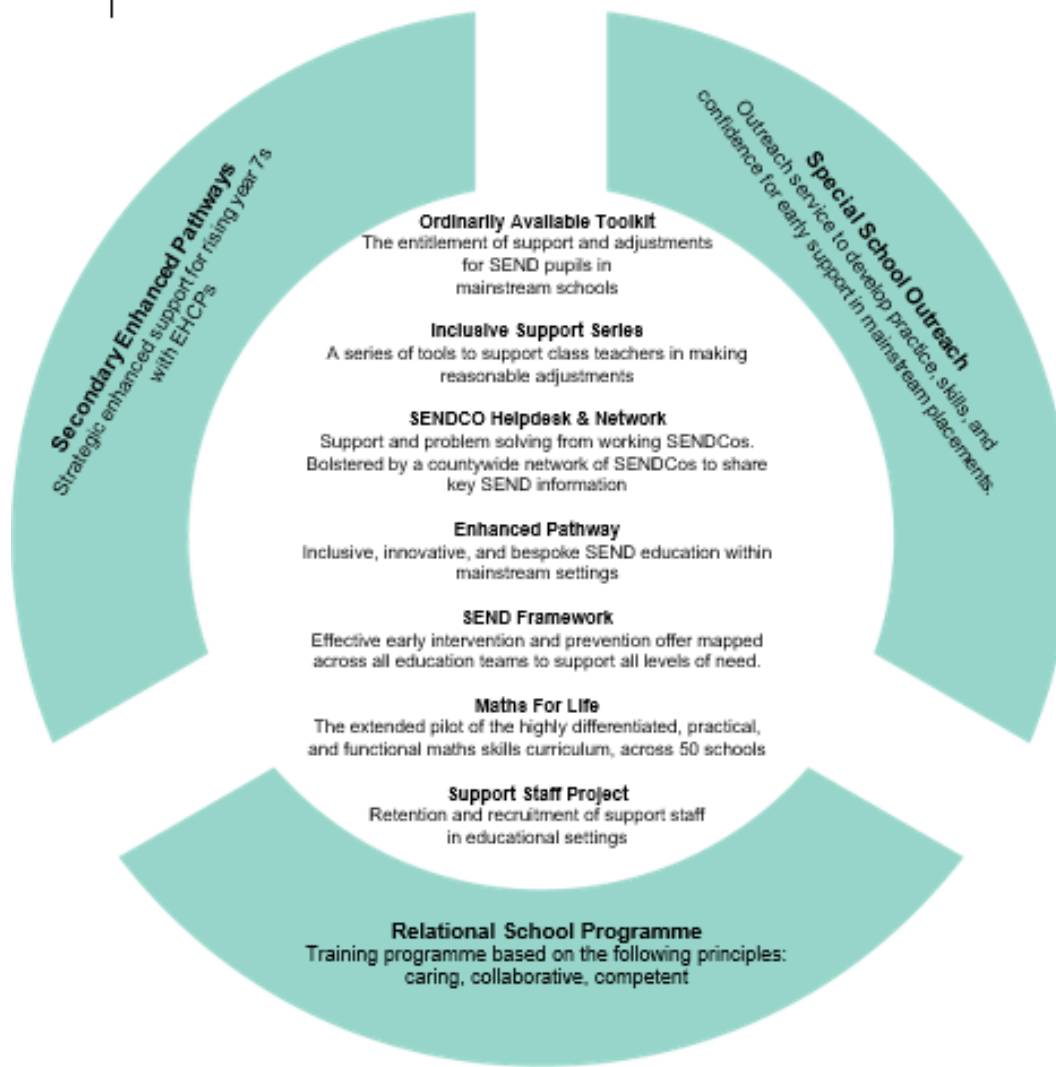 Secondary Enhanced Pathways
Strategic enhanced support for rising year 7s
with EHCPs
Special School Outreach
Outreach service to develop practice, skills, and
confidence for early support in mainstream placements.
Ordinarily Available Toolkit
The entitlement of support and adjustments
for SEND pupils in
mainstream schools
Inclusive Support Series
A series of tools to support class teachers in making
reasonable adjustments
SENDCO Helpdesk & Network
Support and problem solving from working SENDCos.
Bolstered by a countywide network of SENDCos to share
key SEND information
Enhanced Pathway
Inclusive, innovative, and bespoke SEND education within
mainstream settings
SEND Framework
Effective early intervention and prevention offer mapped
across all education teams to support all levels of need.
Maths For Life
The extended pilot of the highly differentiated, practical,
and functional maths skills curriculum, across 50 schools
Support Staff Project
Retention and recruitment of support staff
in educational settings
Relational School Programme
Training programme based on the following principles:
caring, collaborative, competent